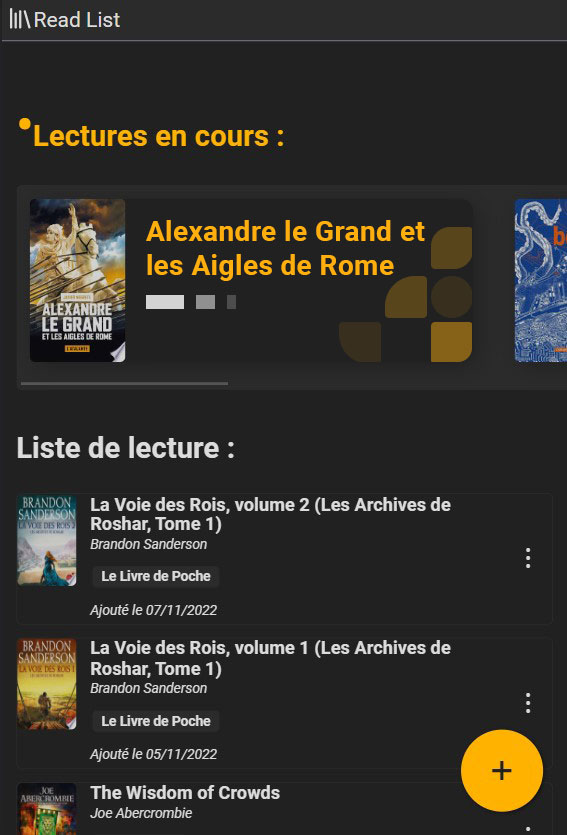 Read List
Lectures en cours :
JAVIER NEGRETE
ALEXANDRE
LE GRAND
ET LES AIGLES DE ROME
L'ATALANTE
Alexandre le Grand et
les Aigles de Rome
Liste de lecture :
BRANDON
SANDERSON
LA VOIE DES ROIS 2
La Voie des Rois, volume 2 (Les Archives de
Roshar, Tome 1)
Brandon Sanderson
Le Livre de Poche
Ajouté le 07/11/2022
BRANDON
SANDERSON
LA VOIE DES ROIS 1
La Voie des Rois, volume 1 (Les Archives de
Roshar, Tome 1)
Brandon Sanderson
Le Livre de Poche
Ajouté le 05/11/2022
+
JOE
ABERCROMBIE
The Wisdom of Crowds
Joe Abercrombie